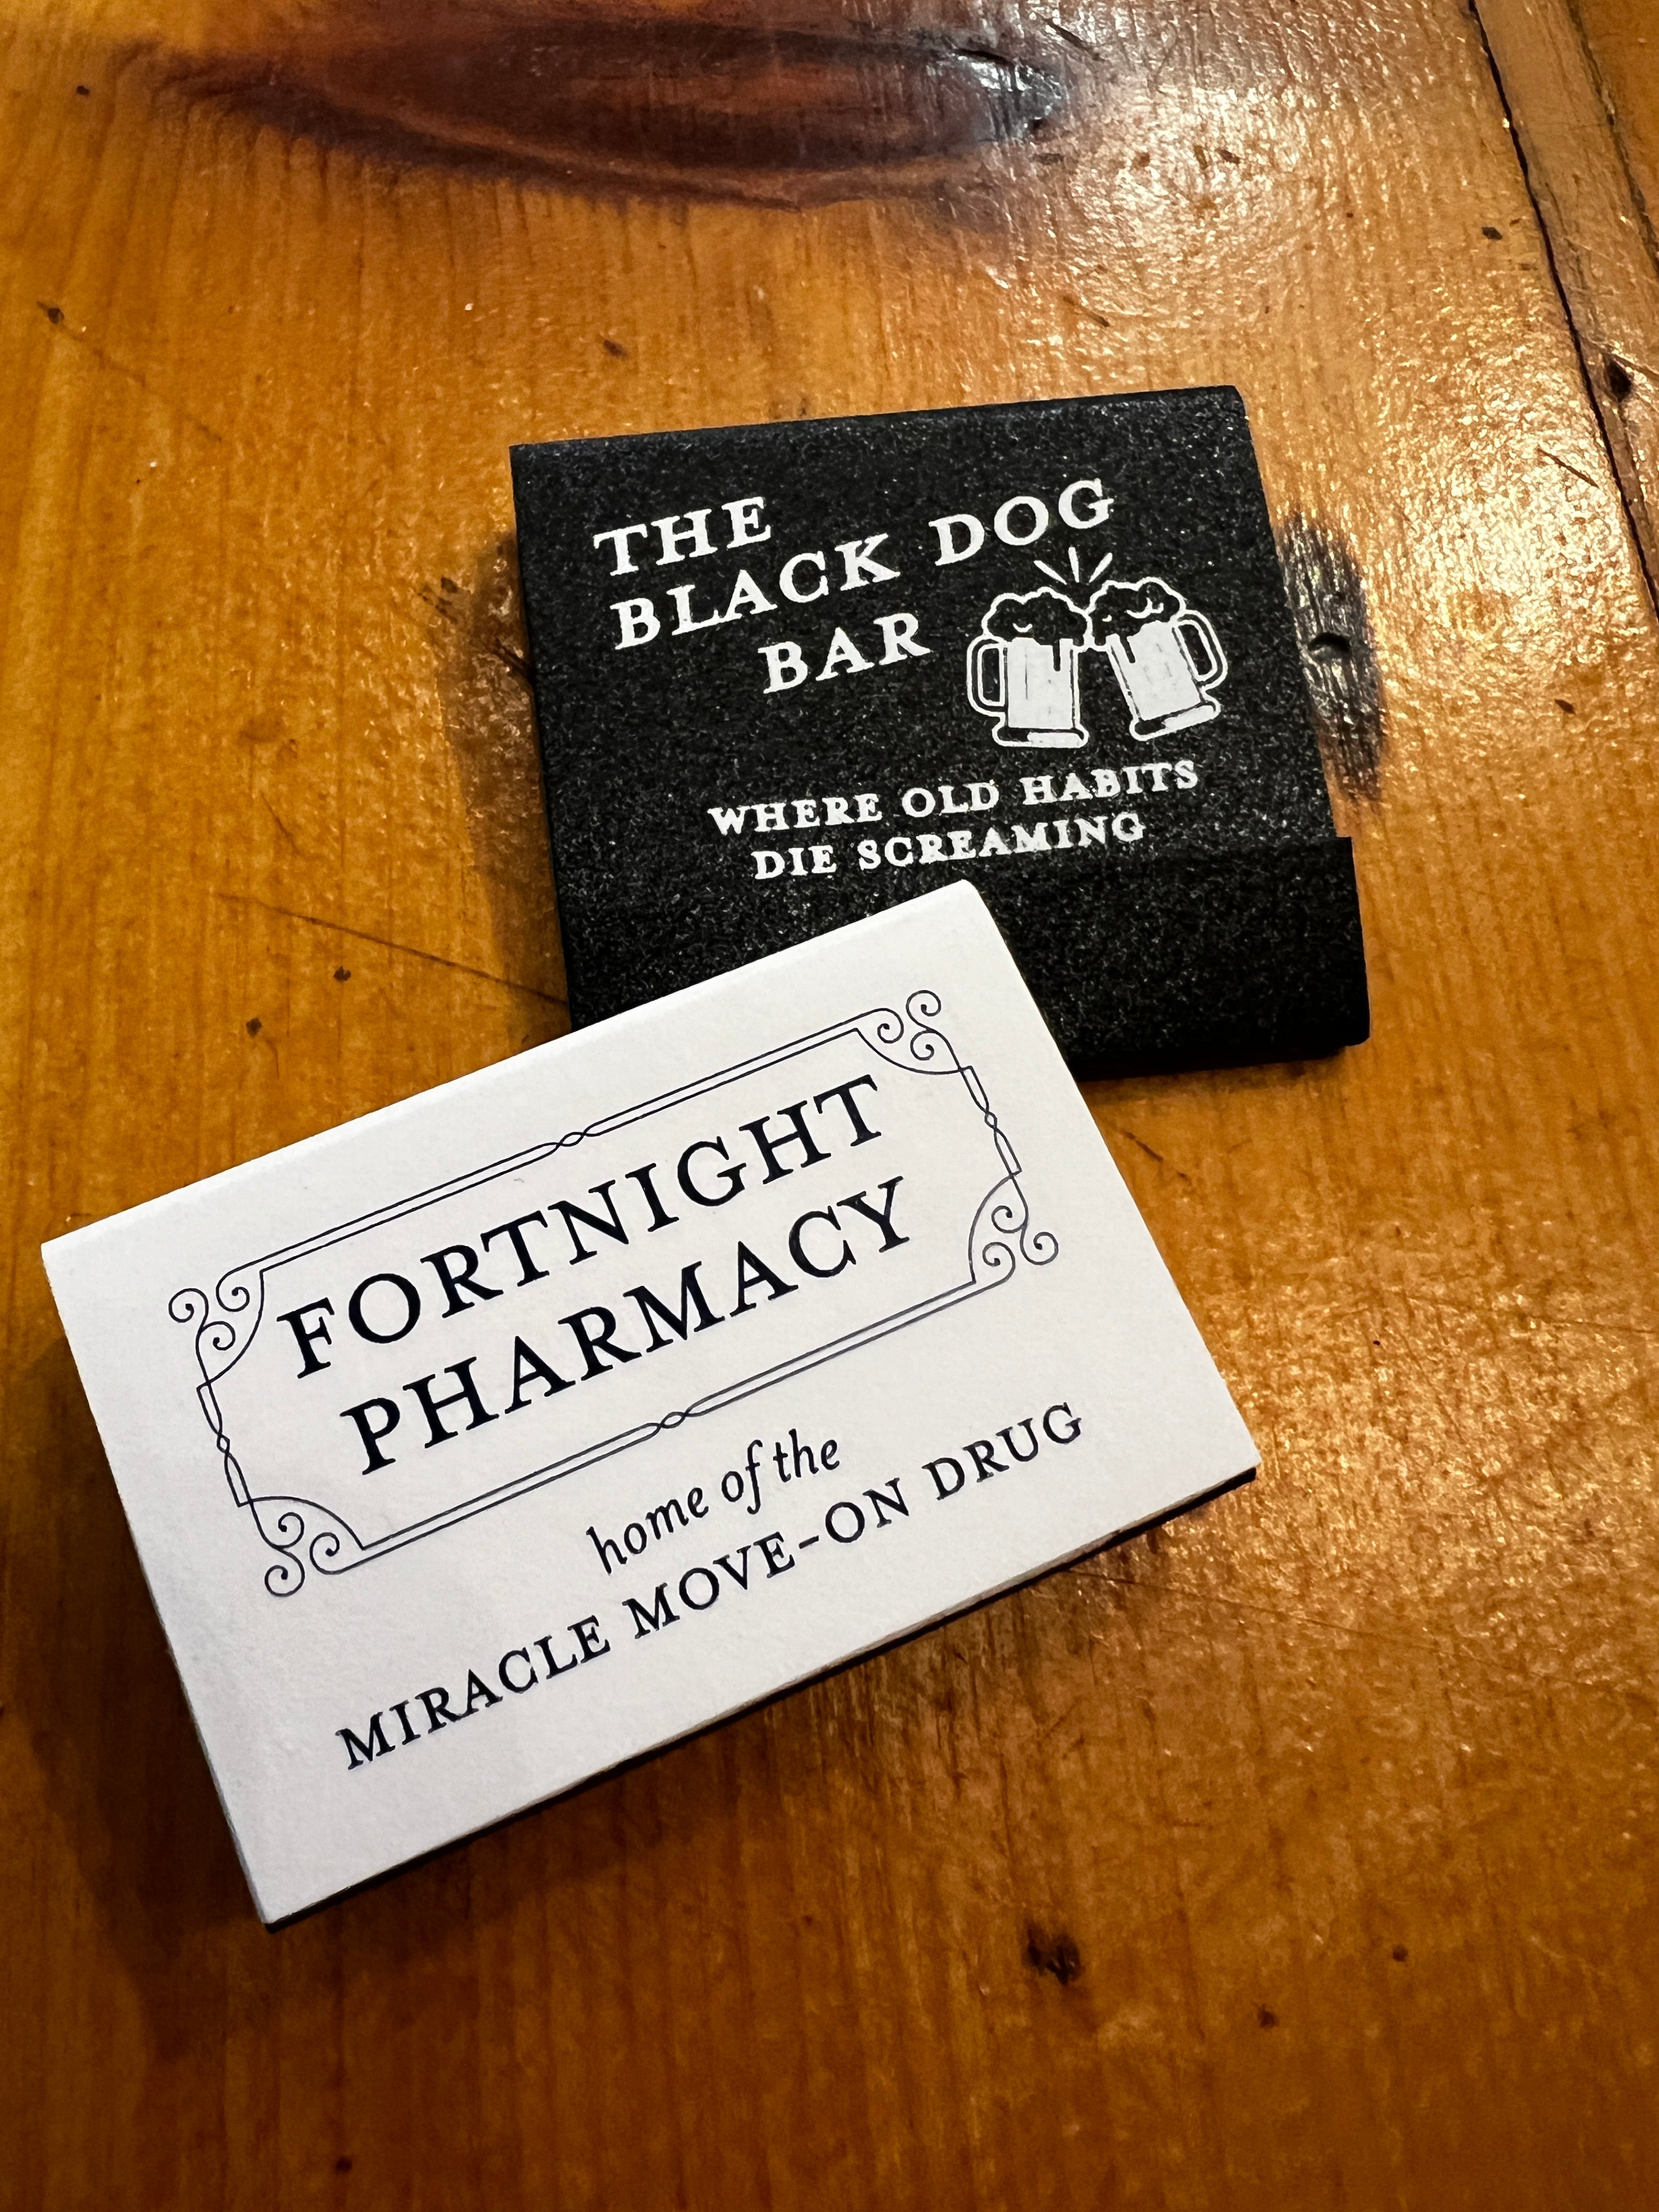 THE
BLACK DOG
BAR
WHERE OLD HABITS
DIE SCREAMING
FORTNIGHT
PHARMACY
home of the
MIRACLE MOVE-ON DRUG